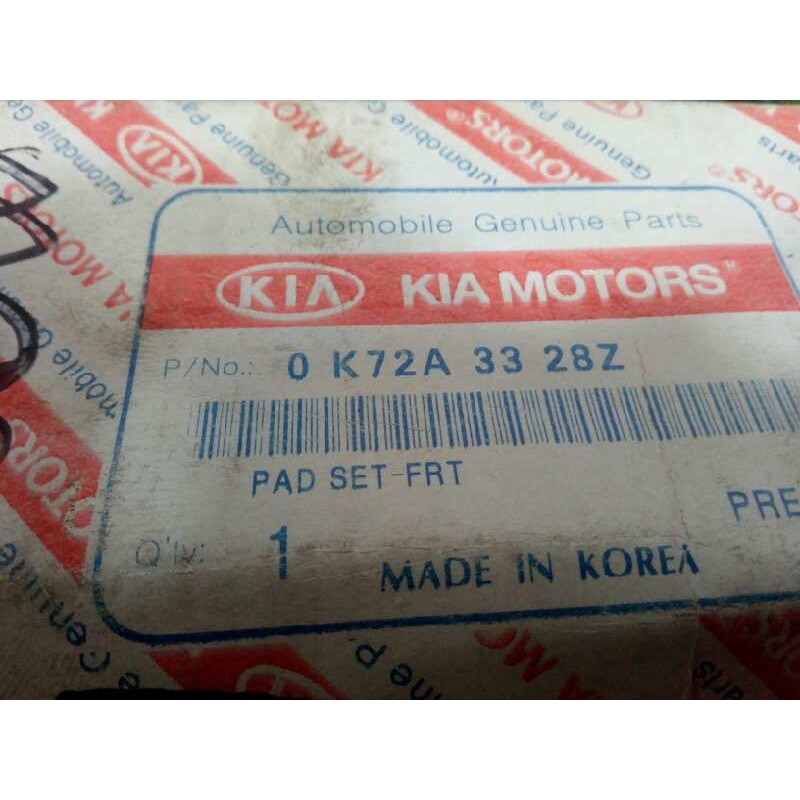 Automobile Genuine Parts
KIA KIA MOTORS
P/No.: 0 K72A 33 28Z
PAD SET-FRT
PRE
Q'ty: 1
MADE IN KOREA